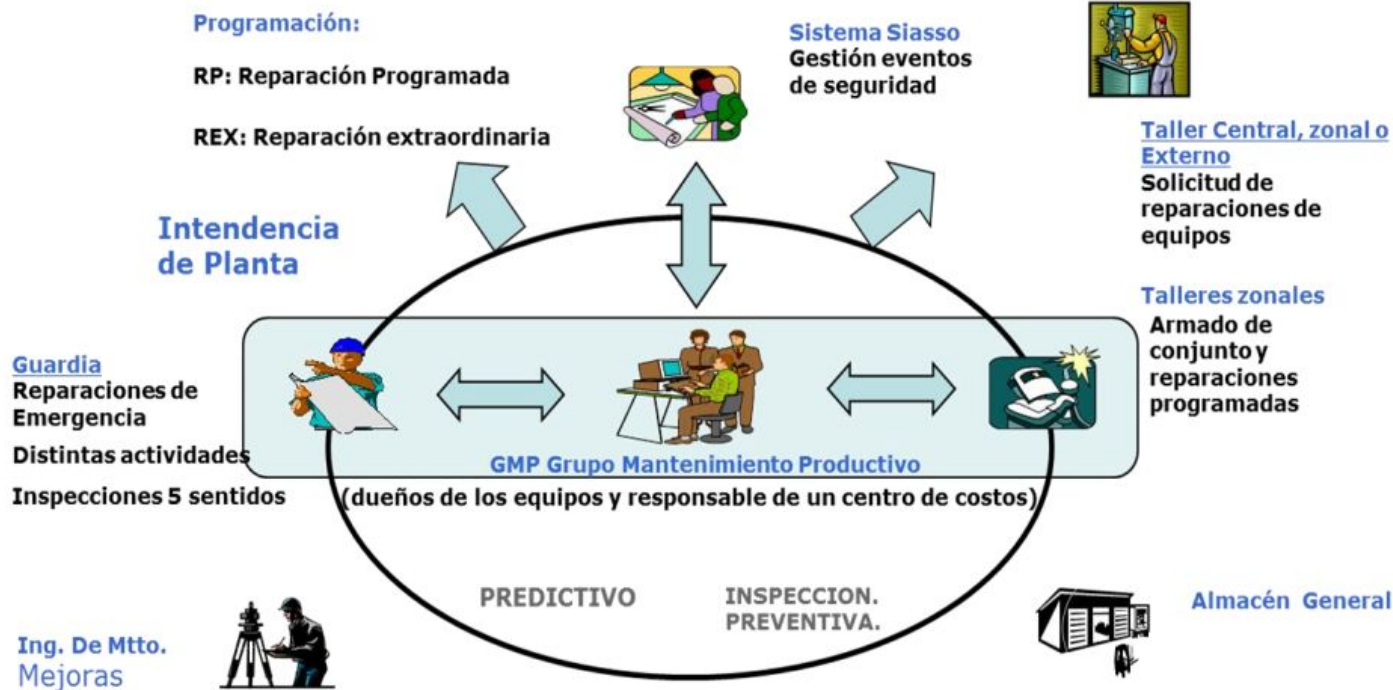 Programación:
RP: Reparación Programada
REX: Reparación extraordinaria
Sistema Siasso
Gestión eventos
de seguridad
Taller Central, zonal o
Externo
Solicitud de
reparaciones de
equipos
Intendencia
de Planta
Talleres zonales
Armado de
conjunto y
reparaciones
programadas
Guardia
Reparaciones de
Emergencia
Distintas actividades
Inspecciones 5 sentidos
GMP Grupo Mantenimiento Productivo
(dueños de los equipos y responsable de un centro de costos)
PREDICTIVO
INSPECCION.
PREVENTIVA.
Almacén General
Ing. De Mtto.
Mejoras